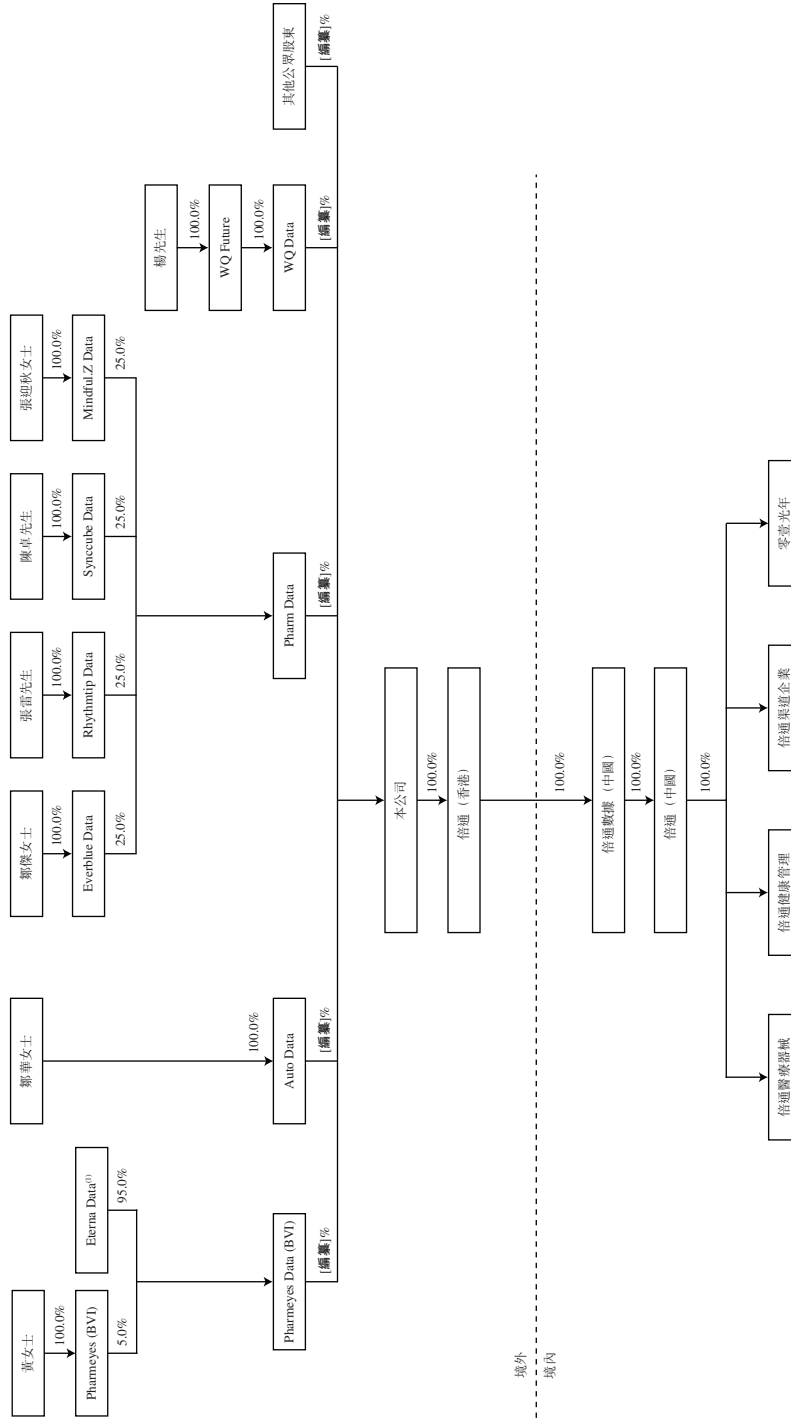 黃女士
100.0%
Pharmeyes (BVI)
5.0%
Eterna Data(1)
95.0%
Pharmeyes Data (BVI)
[編纂]%
鄒華女士
100.0%
Auto Data
[編纂]%
鄒傑女士
100.0%
Everblue Data
25.0%
張雷先生
100.0%
Rhythmtip Data
25.0%
陳卓先生
100.0%
Synccube Data
25.0%
張迎秋女士
100.0%
Mindful.Z Data
25.0%
Pharm Data
[編纂]%
楊先生
100.0%
WQ Future
100.0%
WQ Data
[編纂]%
其他公眾股東
[編纂]%
本公司
100.0%
倍通（香港）
境外
境內
100.0%
倍通數據（中國）
100.0%
倍通（中國）
100.0%
倍通醫療器械
倍通健康管理
倍通渠道企業
零壹光年